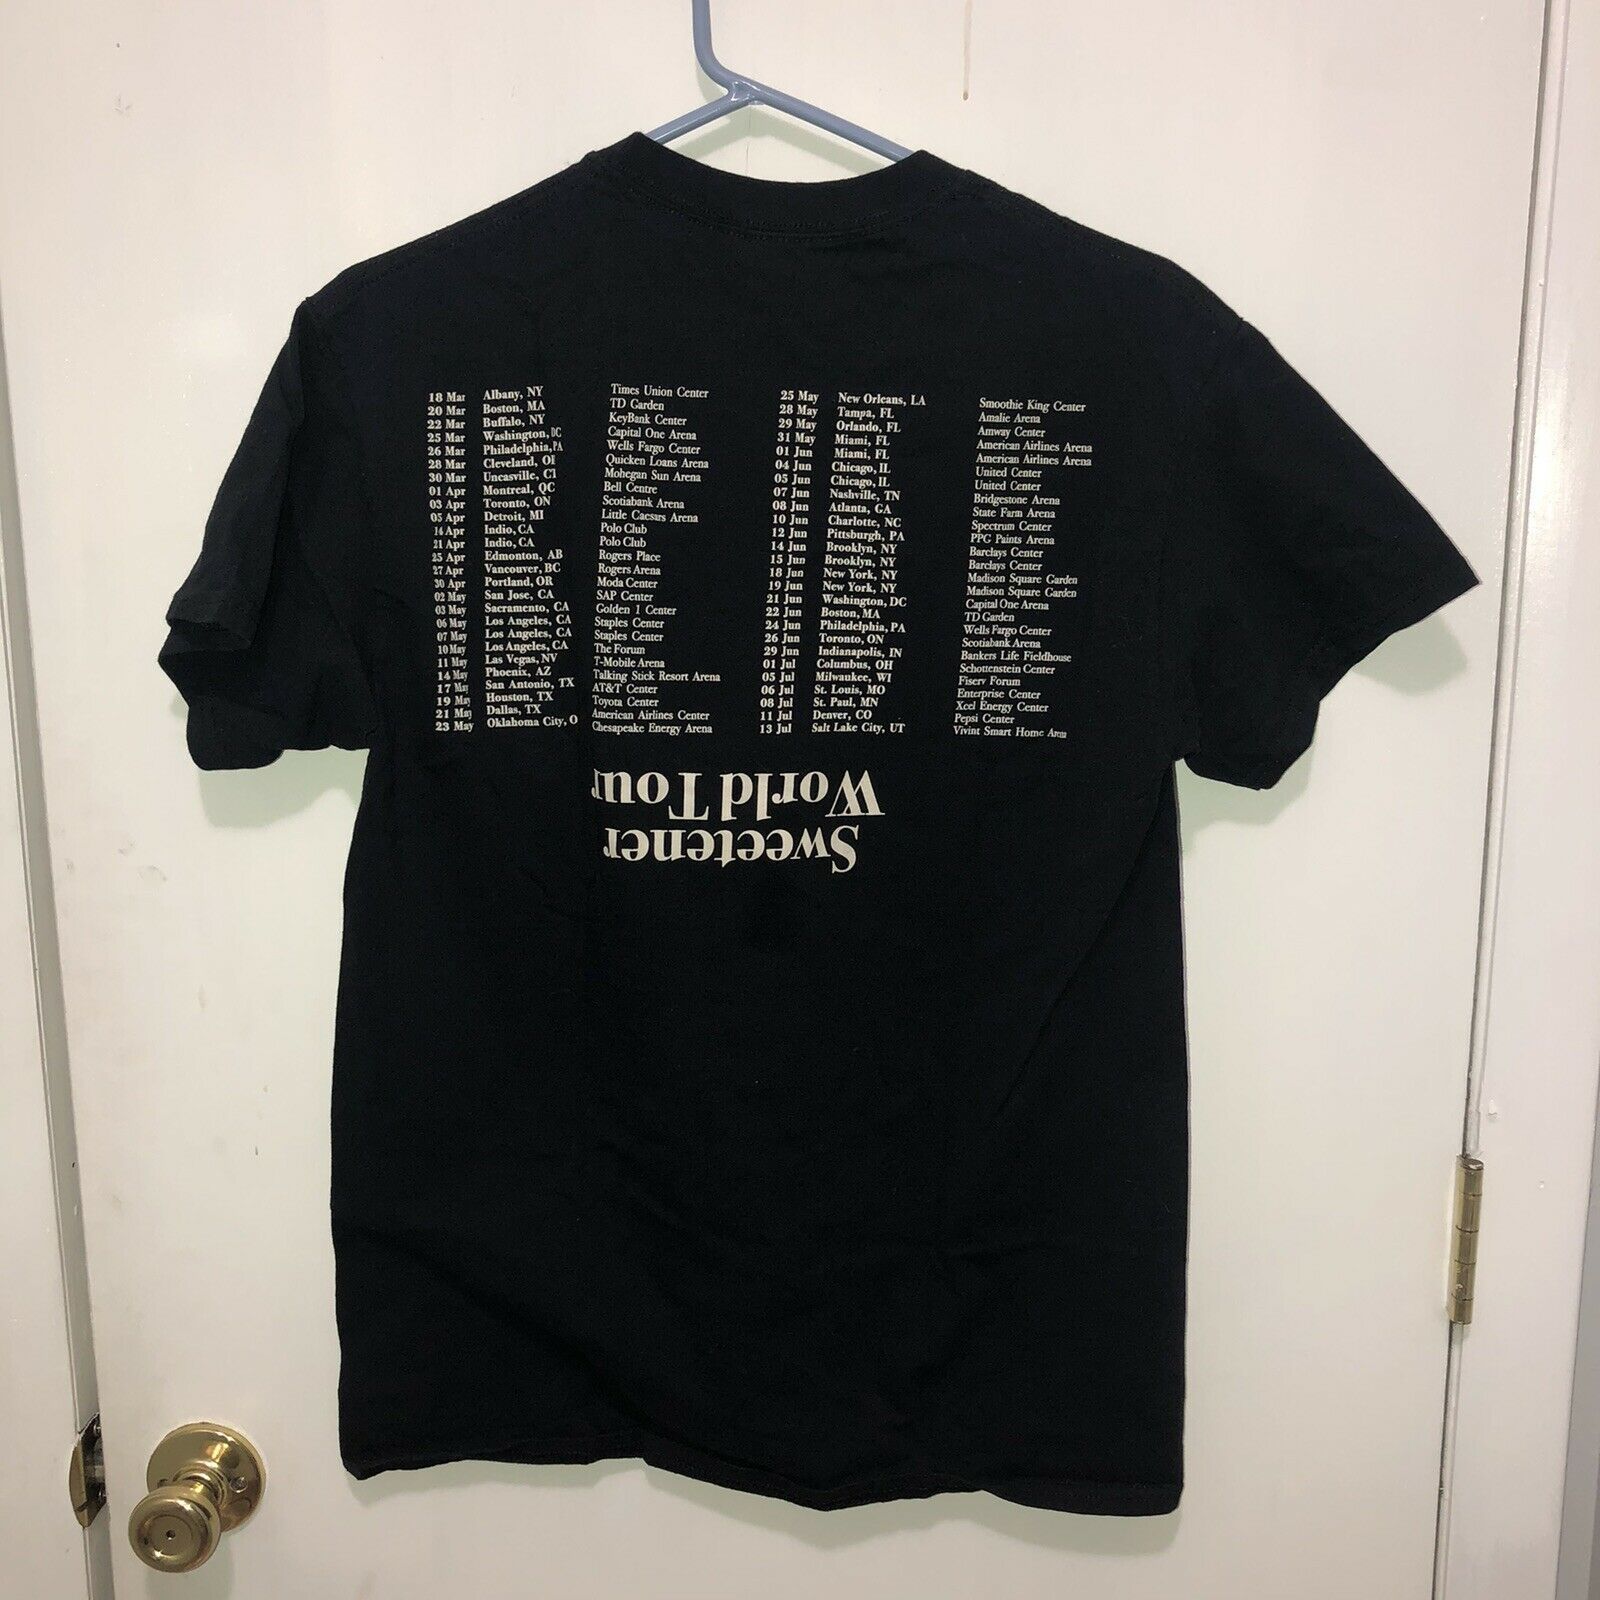 18 Mar Albany, NY Times Union Center
20 Mar Boston, MA TD Garden
22 Mar Buffalo, NY KeyBank Center
25 Mar Washington, DC Capital One Arena
26 Mar Philadelphia, PA Wells Fargo Center
28 Mar Cleveland, OH Quicken Loans Arena
30 Mar Uncasville, CT Mohegan Sun Arena
01 Apr Montreal, QC Bell Centre
03 Apr Toronto, ON Scotiabank Arena
05 Apr Detroit, MI Little Caesars Arena
14 Apr Indio, CA Polo Club
21 Apr Indio, CA Polo Club
25 Apr Edmonton, AB Rogers Place
27 Apr Vancouver, BC Rogers Arena
30 Apr Portland, OR Moda Center
02 May San Jose, CA SAP Center
03 May Sacramento, CA Golden 1 Center
06 May Los Angeles, CA Staples Center
07 May Los Angeles, CA Staples Center
10 May Los Angeles, CA The Forum
11 May Las Vegas, NV T-Mobile Arena
14 May Phoenix, AZ Talking Stick Resort Arena
17 May San Antonio, TX AT&T Center
19 May Houston, TX Toyota Center
21 May Dallas, TX American Airlines Center
23 May Oklahoma City, O Chesapeake Energy Arena
25 May New Orleans, LA Smoothie King Center
28 May Tampa, FL Amalie Arena
29 May Orlando, FL Amway Center
31 May Miami, FL American Airlines Arena
01 Jun Miami, FL American Airlines Arena
04 Jun Chicago, IL United Center
05 Jun Chicago, IL United Center
07 Jun Nashville, TN Bridgestone Arena
08 Jun Atlanta, GA State Farm Arena
10 Jun Charlotte, NC Spectrum Center
12 Jun Pittsburgh, PA PPG Paints Arena
14 Jun Brooklyn, NY Barclays Center
15 Jun Brooklyn, NY Barclays Center
18 Jun New York, NY Madison Square Garden
19 Jun New York, NY Madison Square Garden
21 Jun Washington, DC Capital One Arena
22 Jun Boston, MA TD Garden
24 Jun Philadelphia, PA Wells Fargo Center
26 Jun Toronto, ON Scotiabank Arena
29 Jun Indianapolis, IN Bankers Life Fieldhouse
01 Jul Columbus, OH Schottenstein Center
05 Jul Milwaukee, WI Fiserv Forum
06 Jul St. Louis, MO Enterprise Center
08 Jul St. Paul, MN Xcel Energy Center
11 Jul Denver, CO Pepsi Center
13 Jul Salt Lake City, UT Vivint Smart Home Arena
Sweetener
World Tour